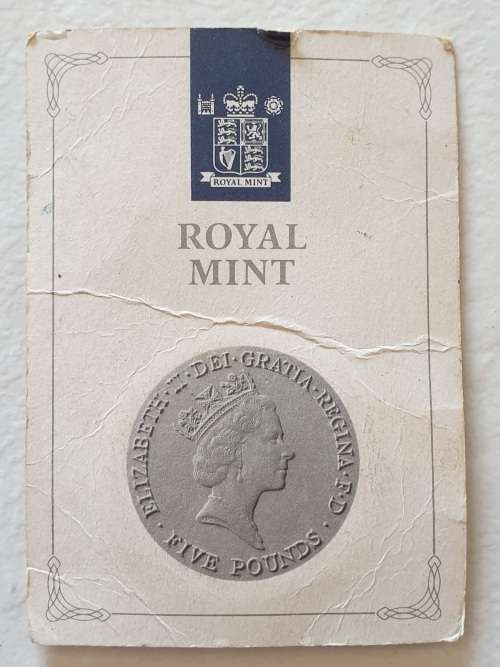 ROYAL MINT
ROYAL
MINT
ELIZABETH · II · DEI · GRATIA · REGINA · F · D ·
FIVE POUNDS ·